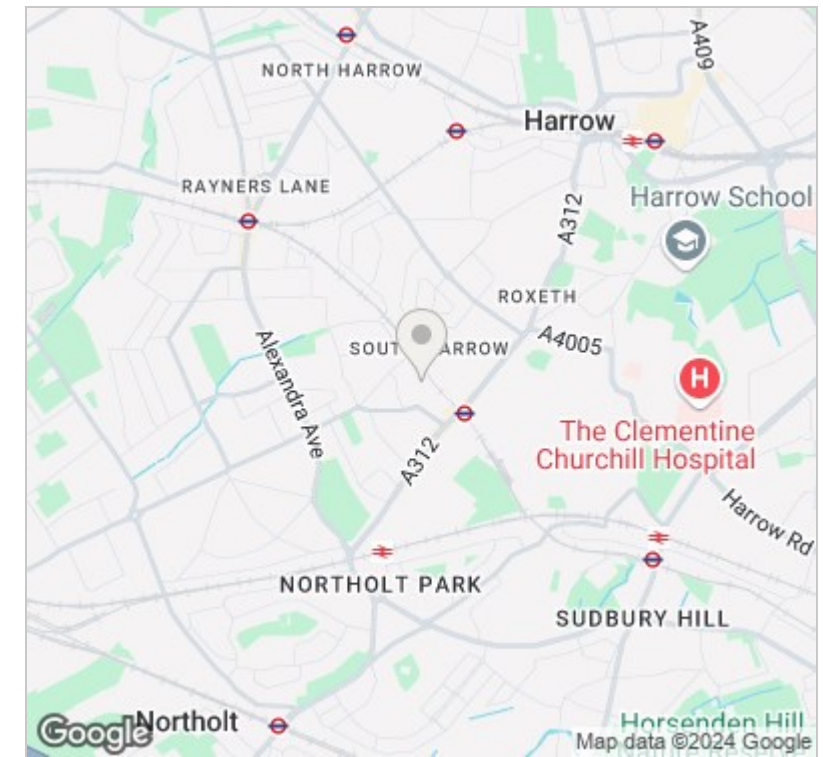 A409
NORTH HARROW
Harrow
RAYNERS LANE
Harrow School
A312
ROXETH
SOUT ARROW
A4005
Alexandra Ave
H
The Clementine
Churchill Hospital
A312
Harrow Rd
NORTHOLT PARK
SUDBURY HILL
Northolt
Horsenden Hill
Google
Map data ©2024 Google